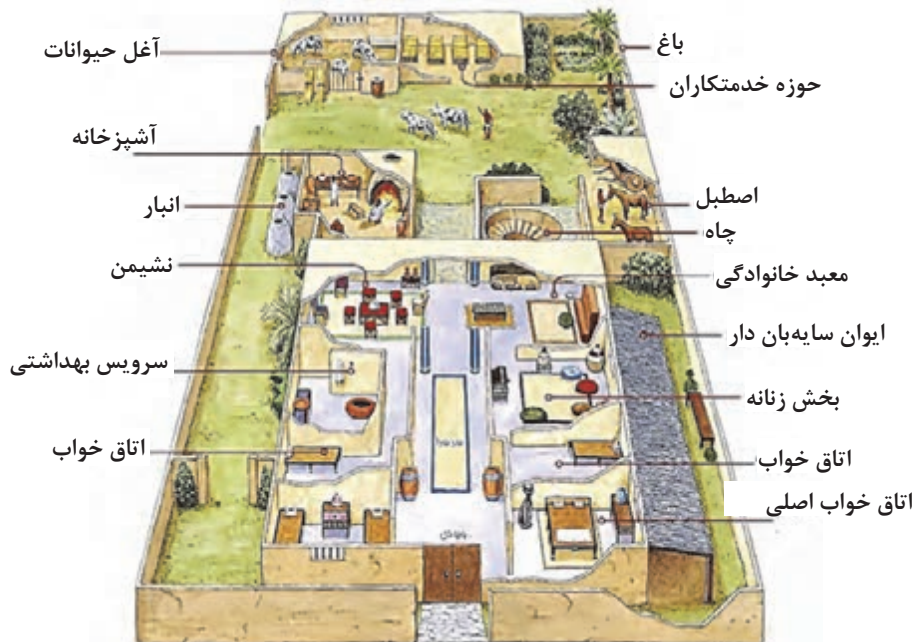 باغ
آغل حیوانات
حوزه خدمتکاران
آشپزخانه
اصطبل
انبار
چاه
نشیمن
معبد خانوادگی
ایوان سایه‌بان دار
سرویس بهداشتی
بخش زنانه
اتاق خواب
اتاق خواب
اتاق خواب اصلی